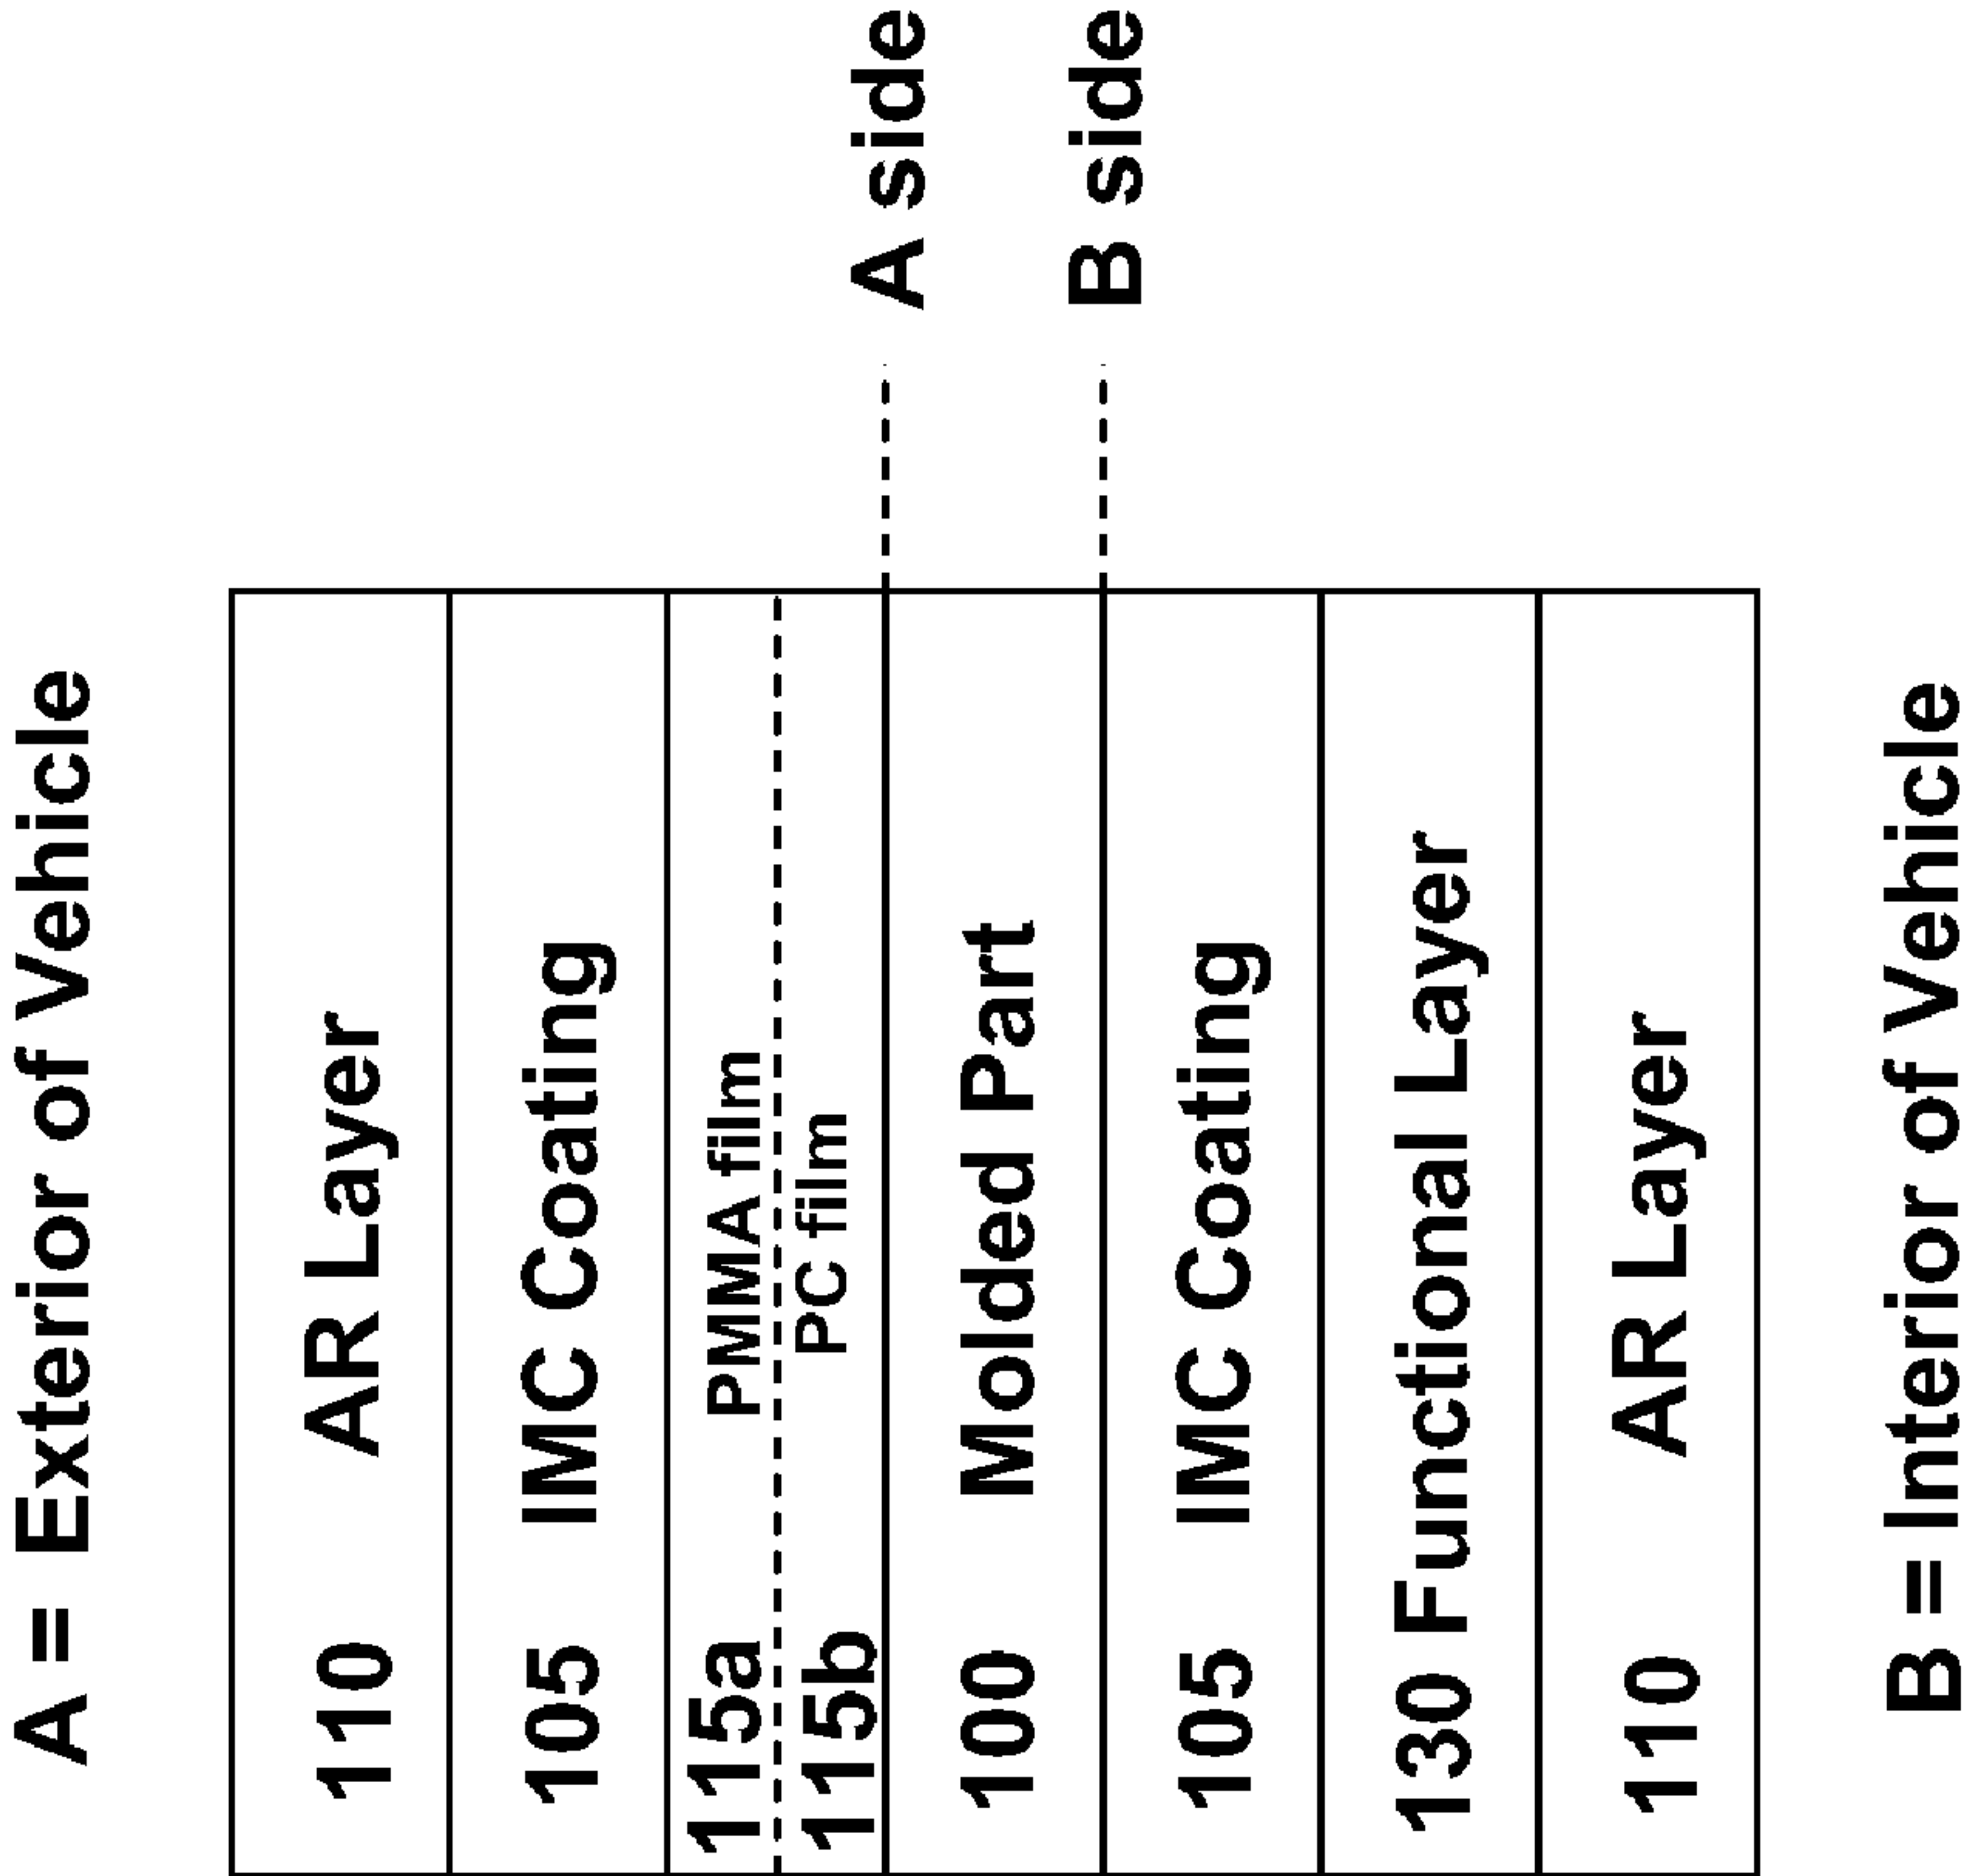 A = Exterior of Vehicle
110 AR Layer
105 IMC Coating
115a PMMA film
115b PC film
A side
100 Molded Part
B side
105 IMC Coating
130 Functional Layer
110 AR Layer
B = Interior of Vehicle